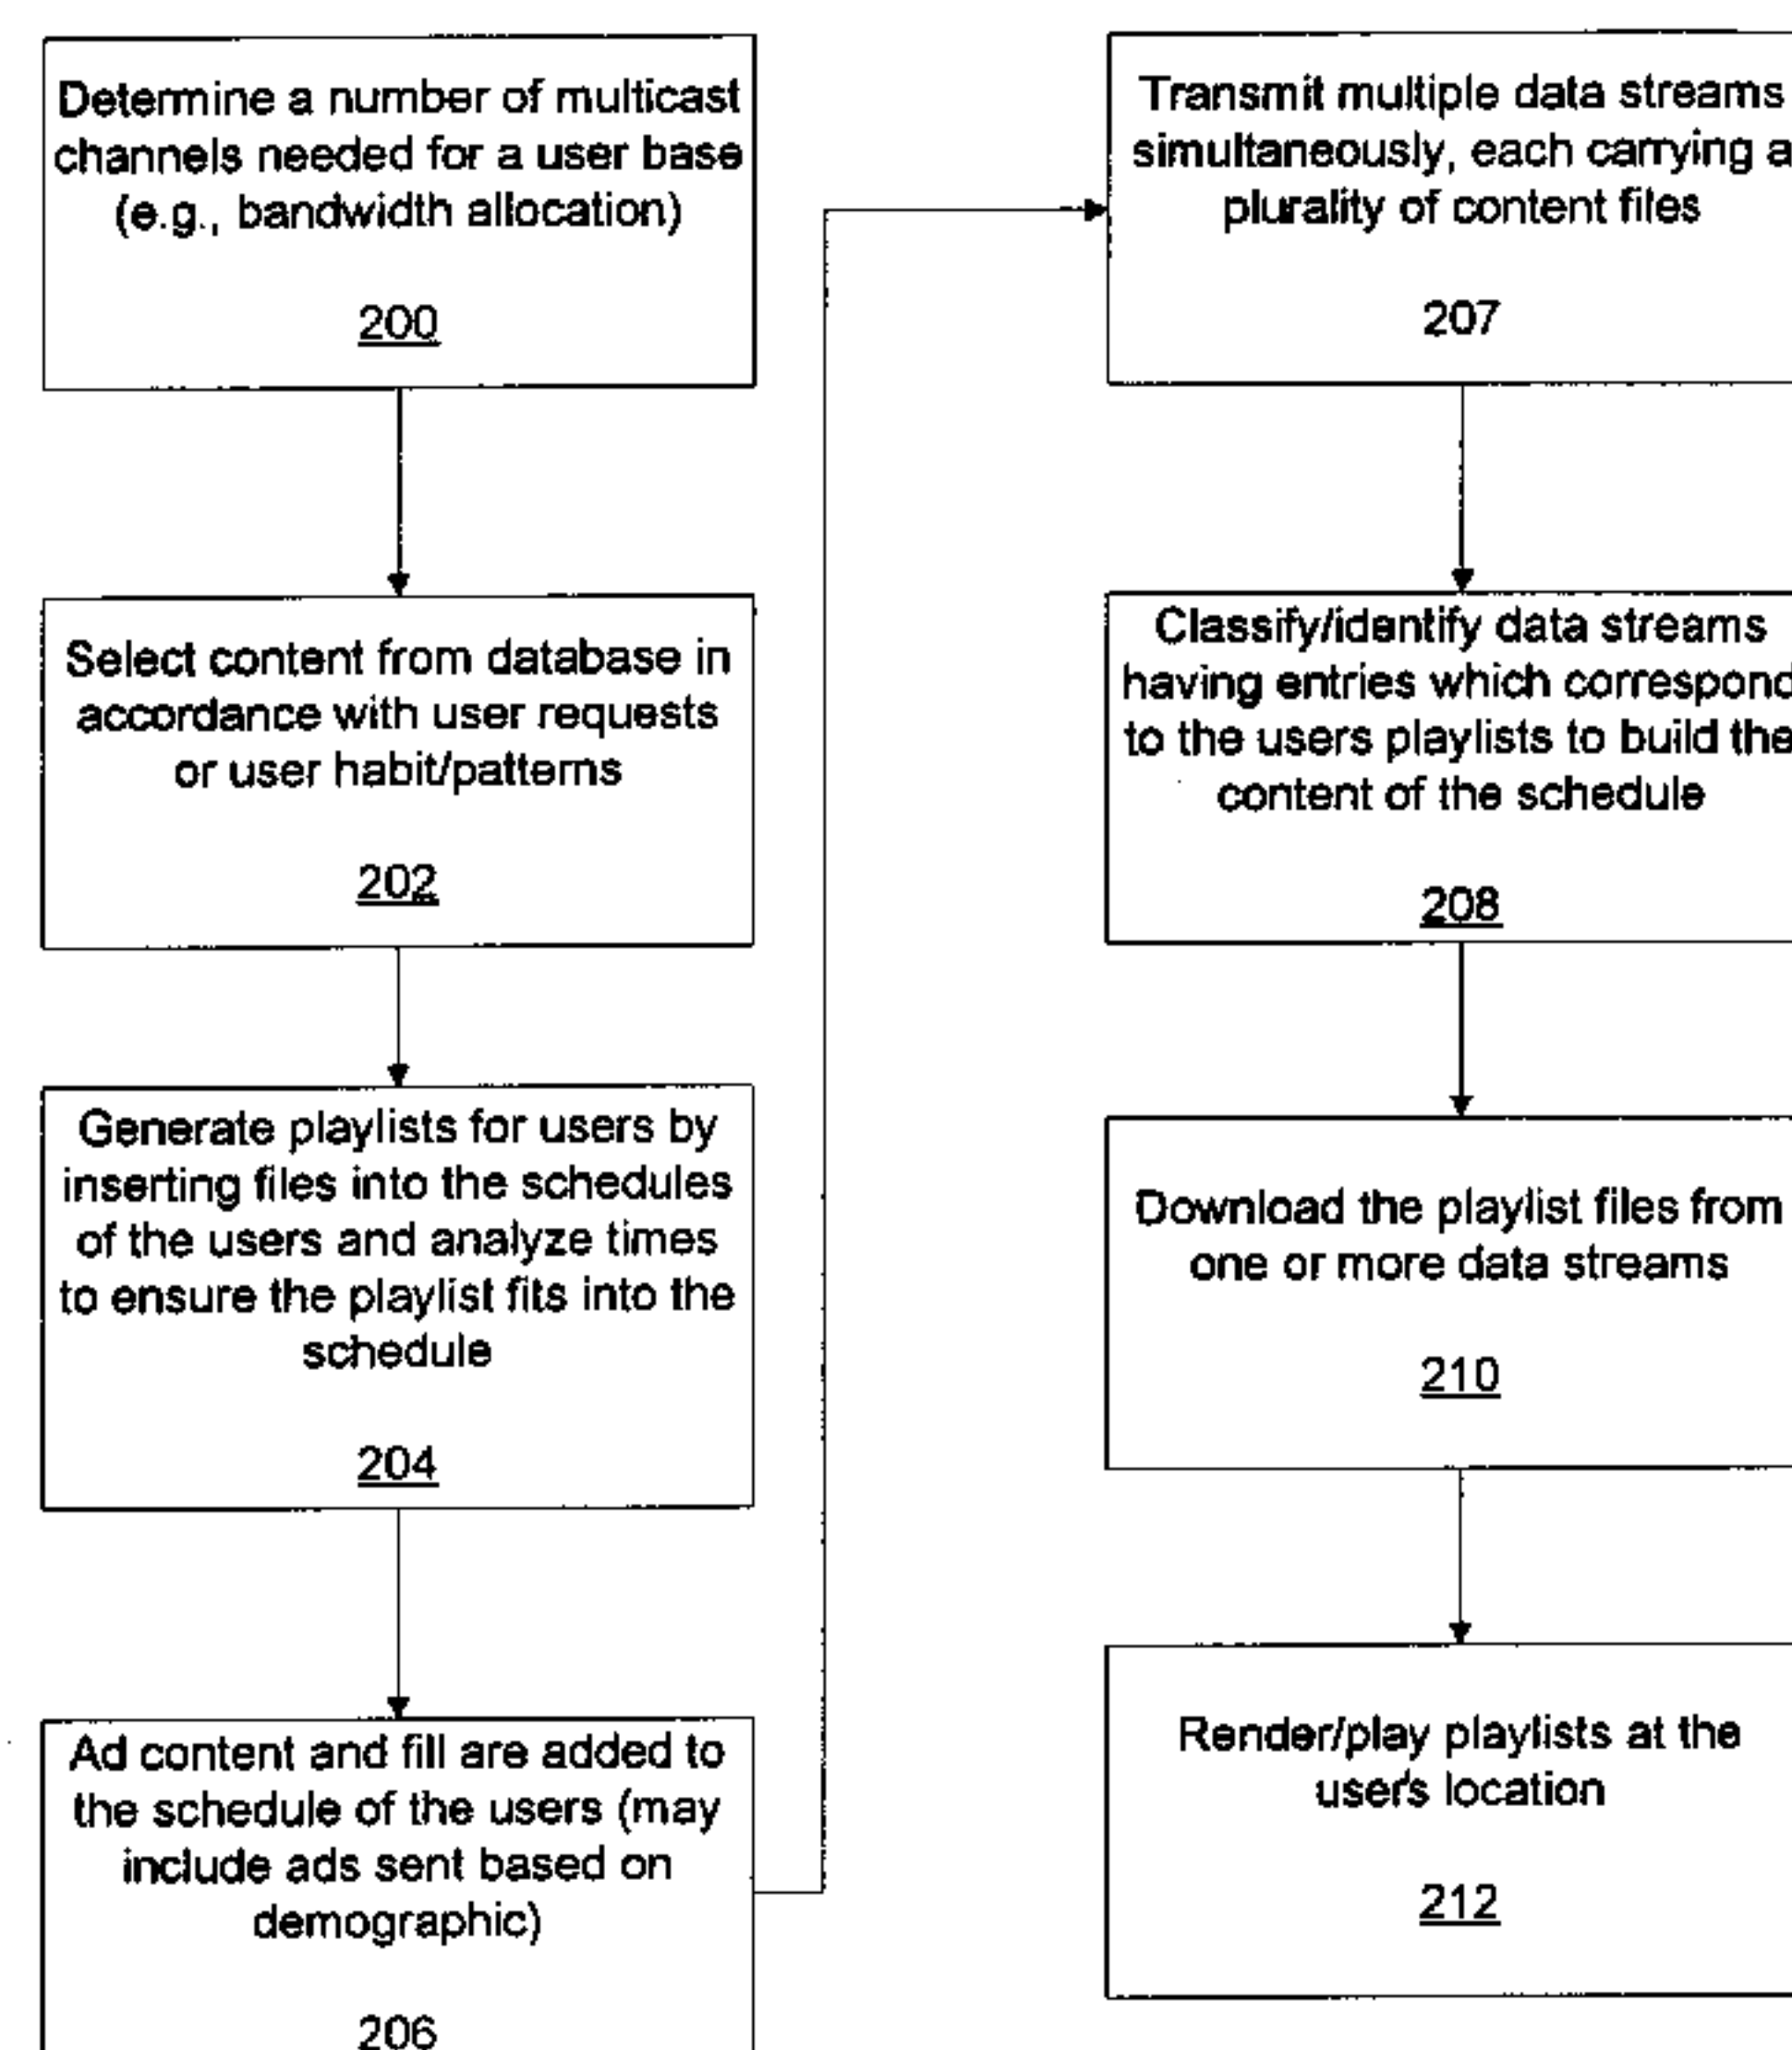 Determine a number of multicast
channels needed for a user base
(e.g., bandwidth allocation)
200
Select content from database in
accordance with user requests
or user habit/patterns
202
Generate playlists for users by
inserting files into the schedules
of the users and analyze times
to ensure the playlist fits into the
schedule
204
Ad content and fill are added to
the schedule of the users (may
include ads sent based on
demographic)
206
Transmit multiple data streams
simultaneously, each carrying a
plurality of content files
207
Classify/identify data streams
having entries which correspond
to the users playlists to build the
content of the schedule
208
Download the playlist files from
one or more data streams
210
Render/play playlists at the
user's location
212